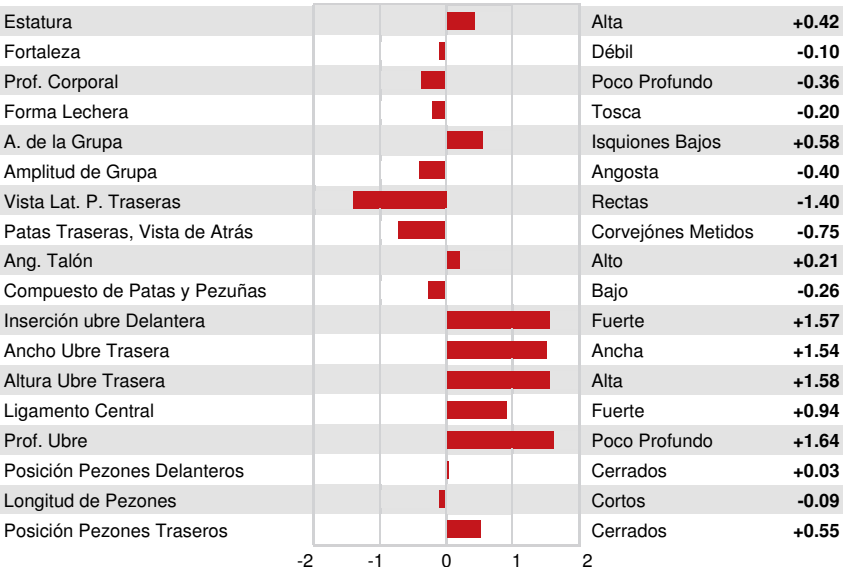 Estatura Alta +0.42
Fortaleza Débil -0.10
Prof. Corporal Poco Profundo -0.36
Forma Lechera Tosca -0.20
A. de la Grupa Isquiones Bajos +0.58
Amplitud de Grupa Angosta -0.40
Vista Lat. P. Traseras Rectas -1.40
Patas Traseras, Vista de Atrás Corvejónes Metidos -0.75
Ang. Talón Alto +0.21
Compuesto de Patas y Pezuñas Bajo -0.26
Inserción ubre Delantera Fuerte +1.57
Ancho Ubre Trasera Ancha +1.54
Altura Ubre Trasera Alta +1.58
Ligamento Central Fuerte +0.94
Prof. Ubre Poco Profundo +1.64
Posición Pezones Delanteros Cerrados +0.03
Longitud de Pezones Cortos -0.09
Posición Pezones Traseros Cerrados +0.55
-2 -1 0 1 2